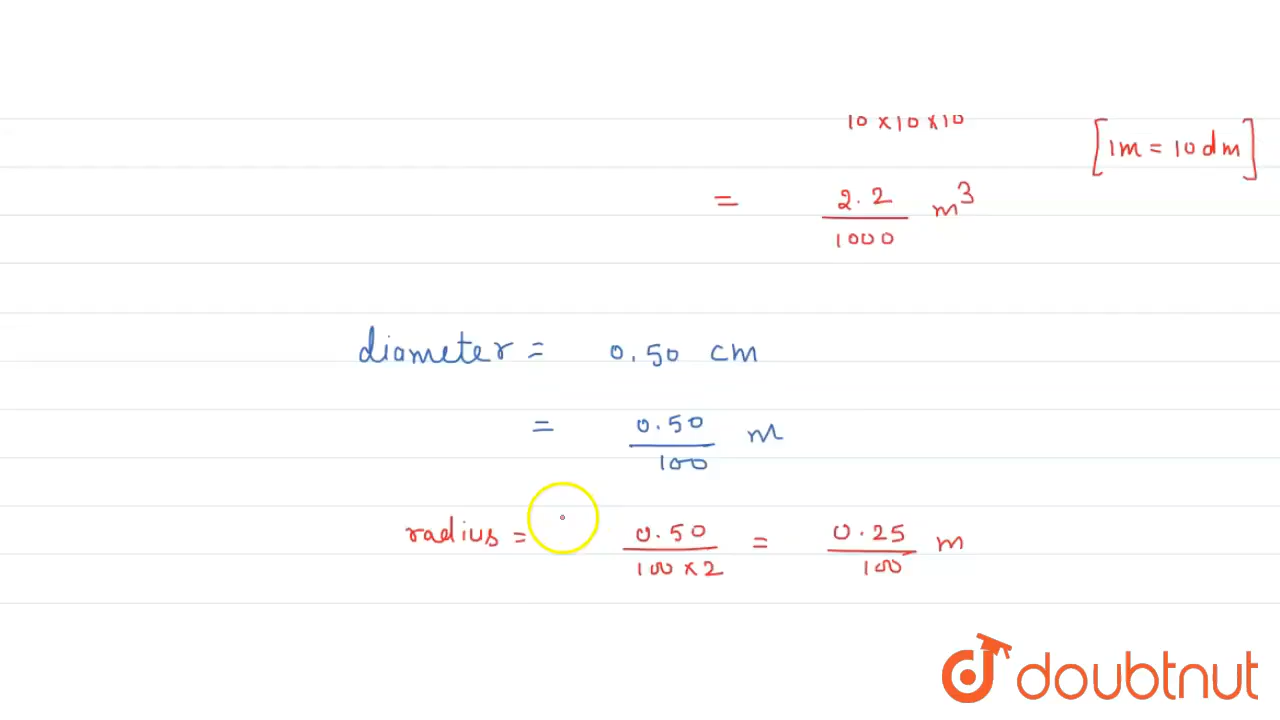 10 × 10 × 10
[1m = 10 dm]
= 2.2/1000 m³
diameter = 0.50 cm
= 0.50/100 m
radius = 0.50/100 × 2 = 0.25/100 m
doubtnut